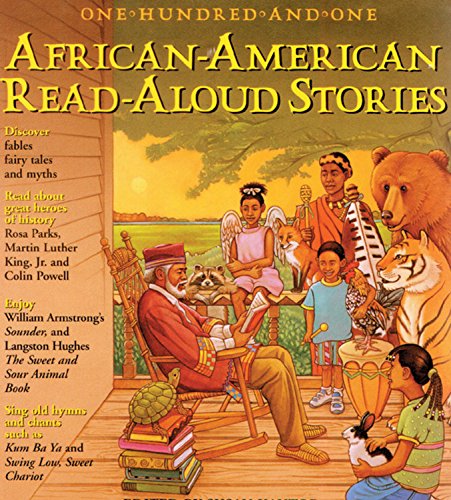 ONE•HUNDRED•AND•ONE
AFRICAN-AMERICAN
READ-ALOUD STORIES
Discover
fables
fairy tales
and myths
Read about
great heroes
of history
Rosa Parks,
Martin Luther
King, Jr. and
Colin Powell
Enjoy
William Armstrong's
Sounder, and
Langston Hughes
The Sweet and
Sour Animal
Book
Sing old hymns
and chants
such as
Kum Ba Ya and
Swing Low, Sweet
Chariot